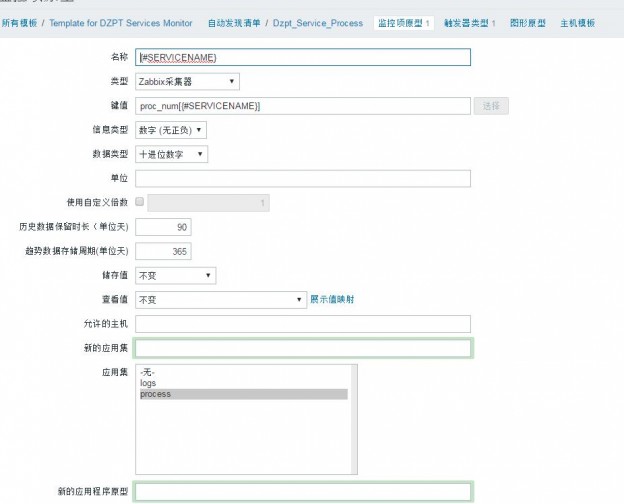 所有模板 / Template for DZPT Services Monitor 自动发现清单 / Dzpt_Service_Process 监控项原型 1 触发器类型 1 图形原型 主机模板
名称 {#SERVICENAME}
类型 Zabbix采集器
键值 proc_num[{#SERVICENAME}] 选择
信息类型 数字 (无正负)
数据类型 十进位数字
单位
使用自定义倍数 1
历史数据保留时长（单位天) 90
趋势数据存储周期(单位天) 365
储存值 不变
查看值 不变 展示值映射
允许的主机
新的应用集
应用集 -无-
logs
process
新的应用程序原型